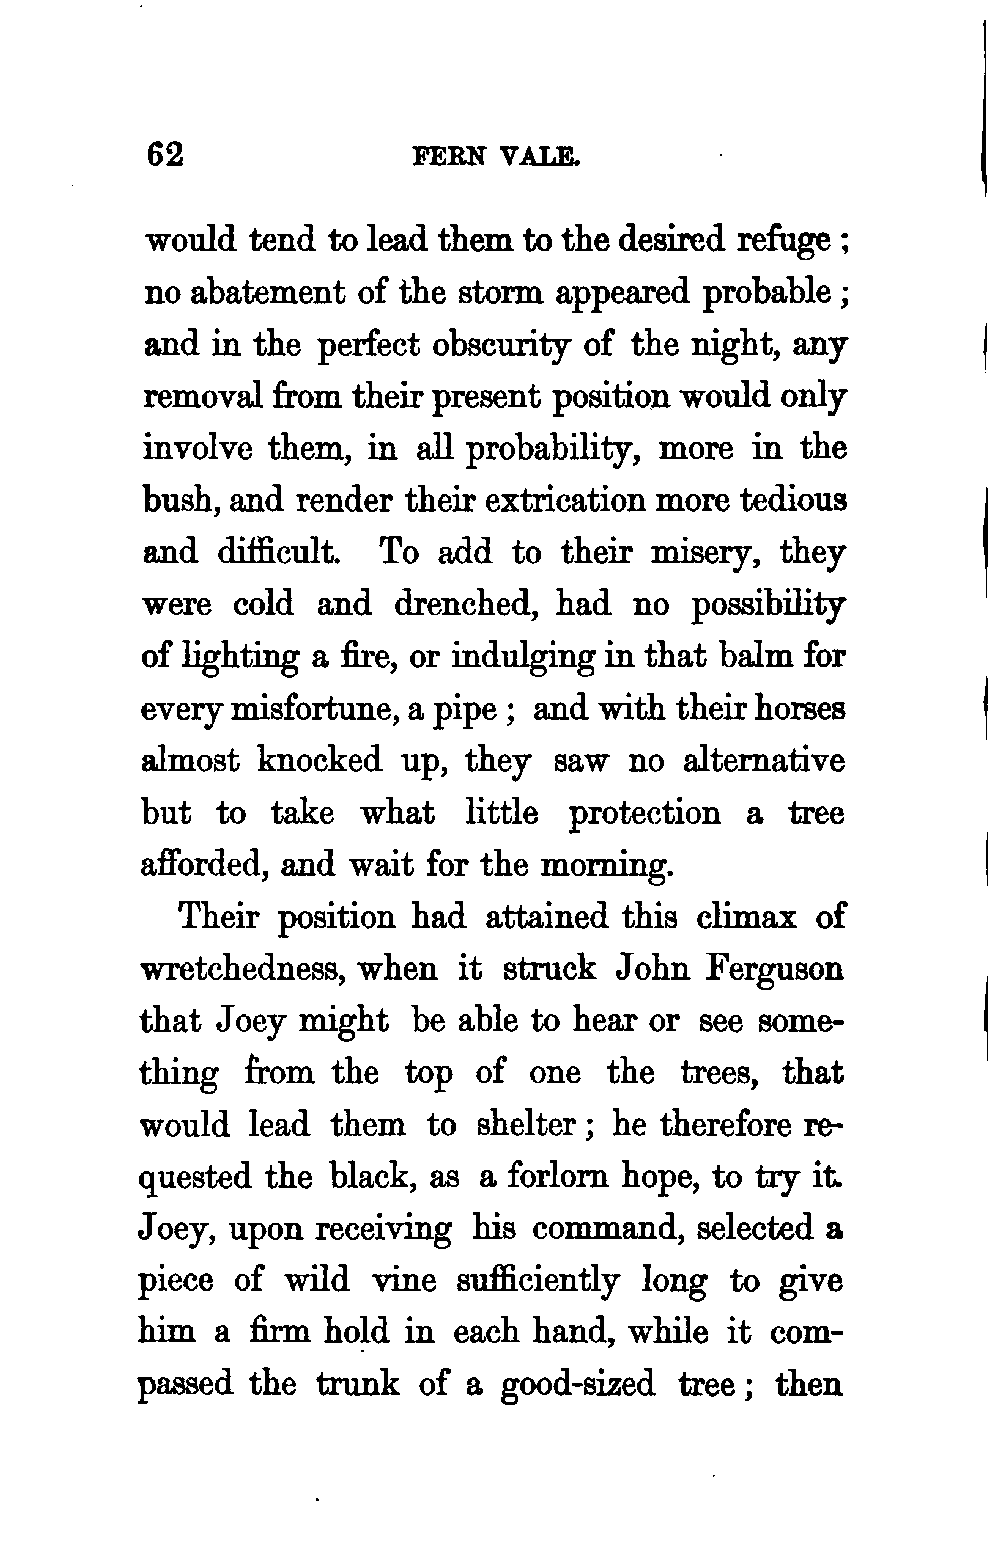 62 FERN VALE.
would tend to lead them to the desired refuge ;
no abatement of the storm appeared probable ;
and in the perfect obscurity of the night, any
removal from their present position would only
involve them, in all probability, more in the
bush, and render their extrication more tedious
and difficult. To add to their misery, they
were cold and drenched, had no possibility
of lighting a fire, or indulging in that balm for
every misfortune, a pipe ; and with their horses
almost knocked up, they saw no alternative
but to take what little protection a tree
afforded, and wait for the morning.
Their position had attained this climax of
wretchedness, when it struck John Ferguson
that Joey might be able to hear or see some-
thing from the top of one the trees, that
would lead them to shelter ; he therefore re-
quested the black, as a forlorn hope, to try it.
Joey, upon receiving his command, selected a
piece of wild vine sufficiently long to give
him a firm hold in each hand, while it com-
passed the trunk of a good-sized tree ; then